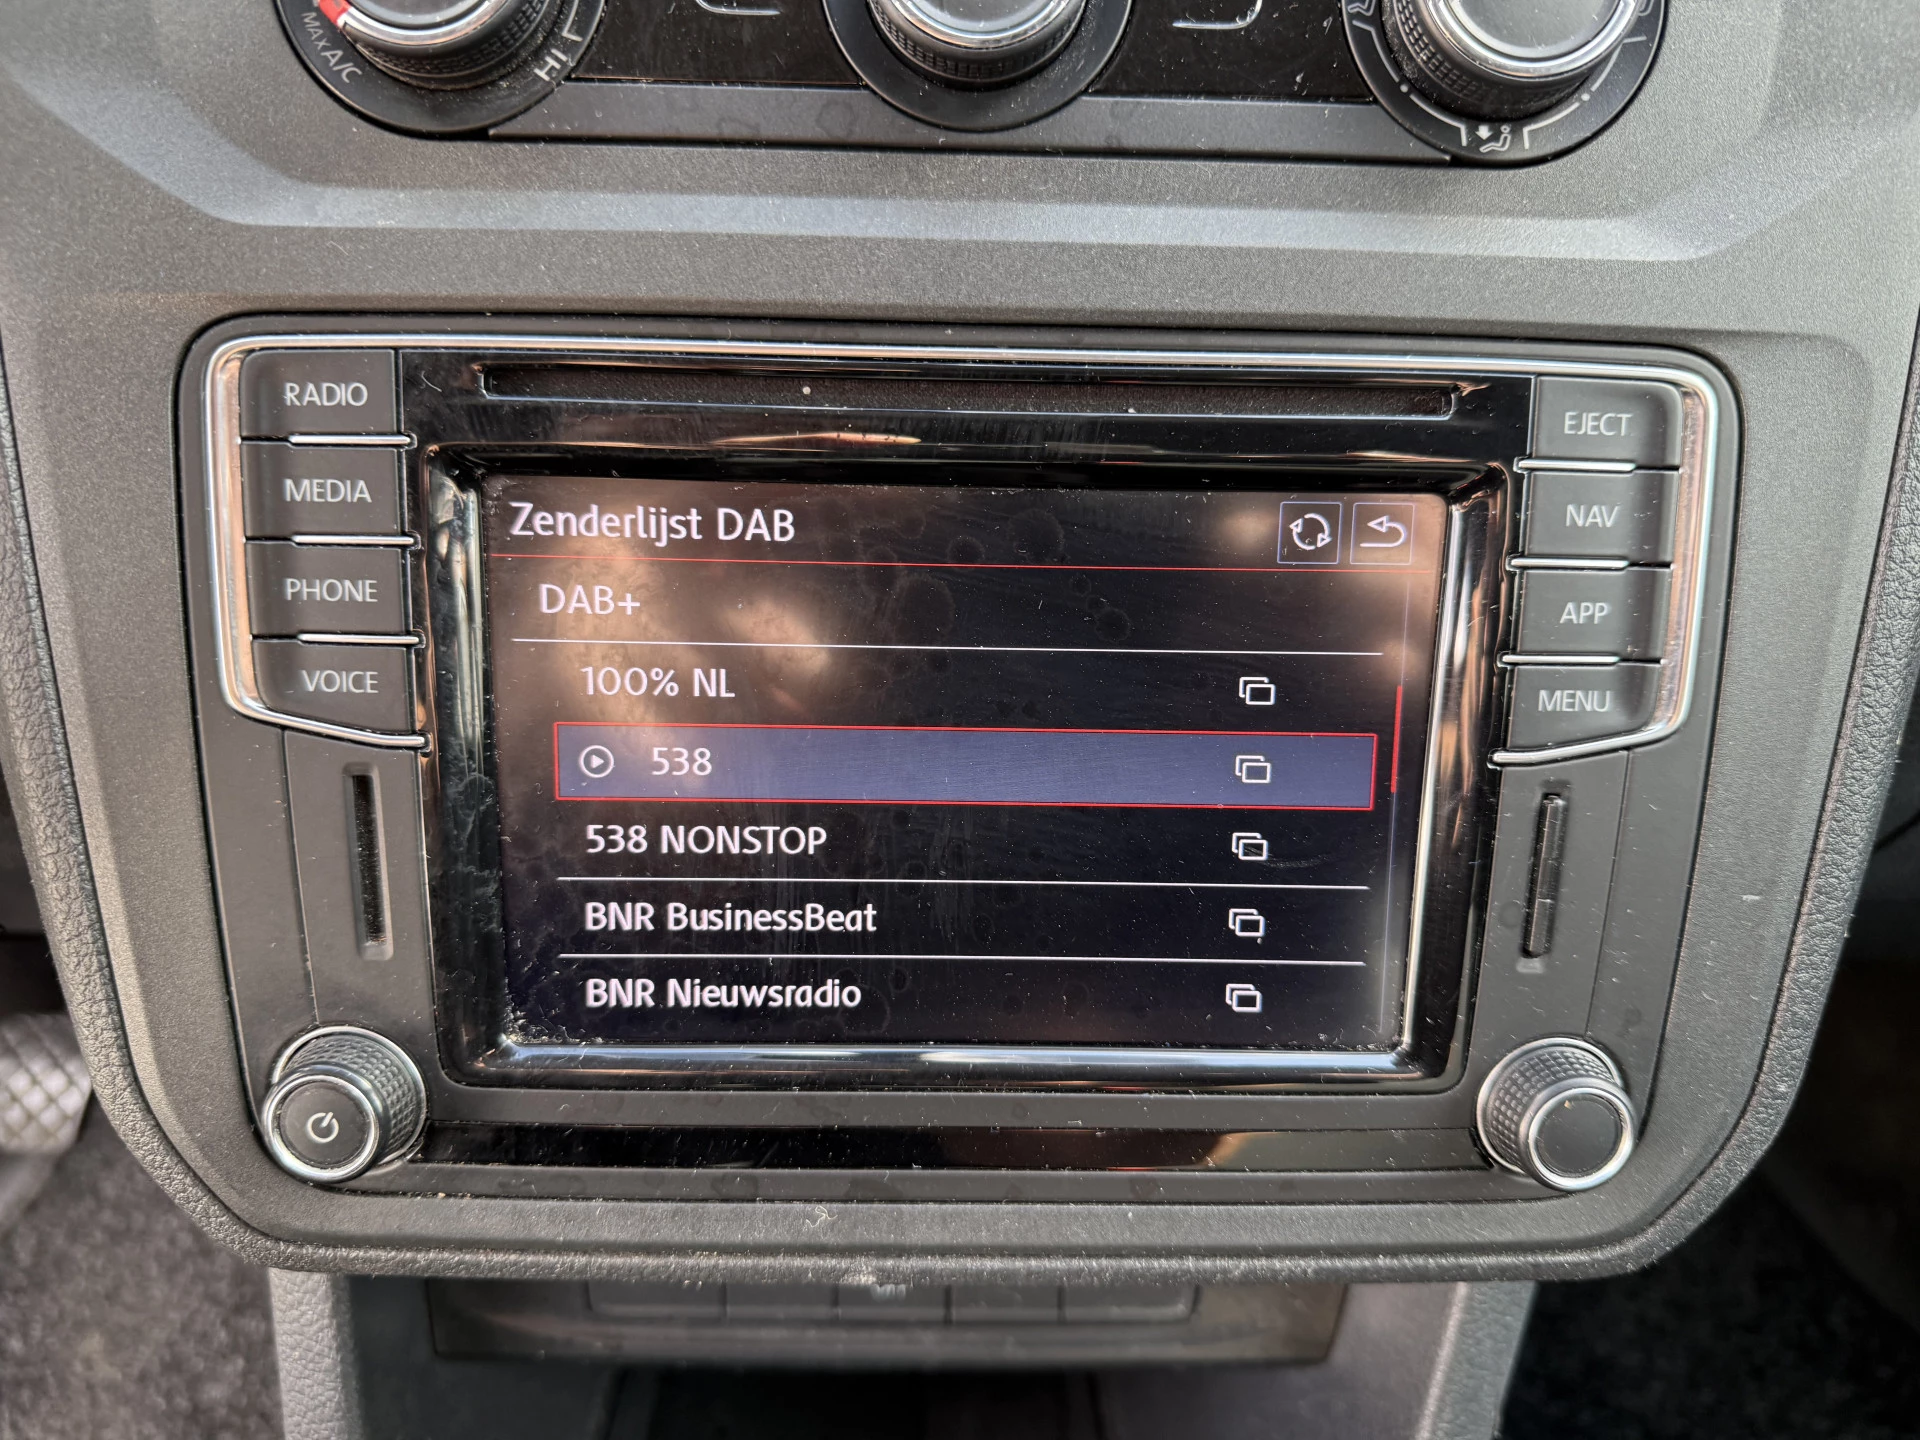 MAX A/C
HI
RADIO
EJECT
MEDIA
NAV
PHONE
APP
VOICE
MENU
Zenderlijst DAB
DAB+
100% NL
538
538 NONSTOP
BNR BusinessBeat
BNR Nieuwsradio